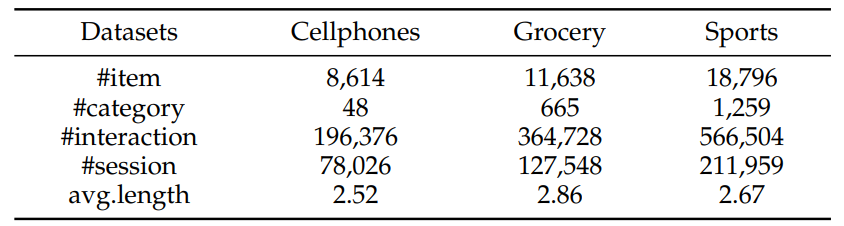 Datasets Cellphones Grocery Sports
#item 8,614 11,638 18,796
#category 48 665 1,259
#interaction 196,376 364,728 566,504
#session 78,026 127,548 211,959
avg.length 2.52 2.86 2.67